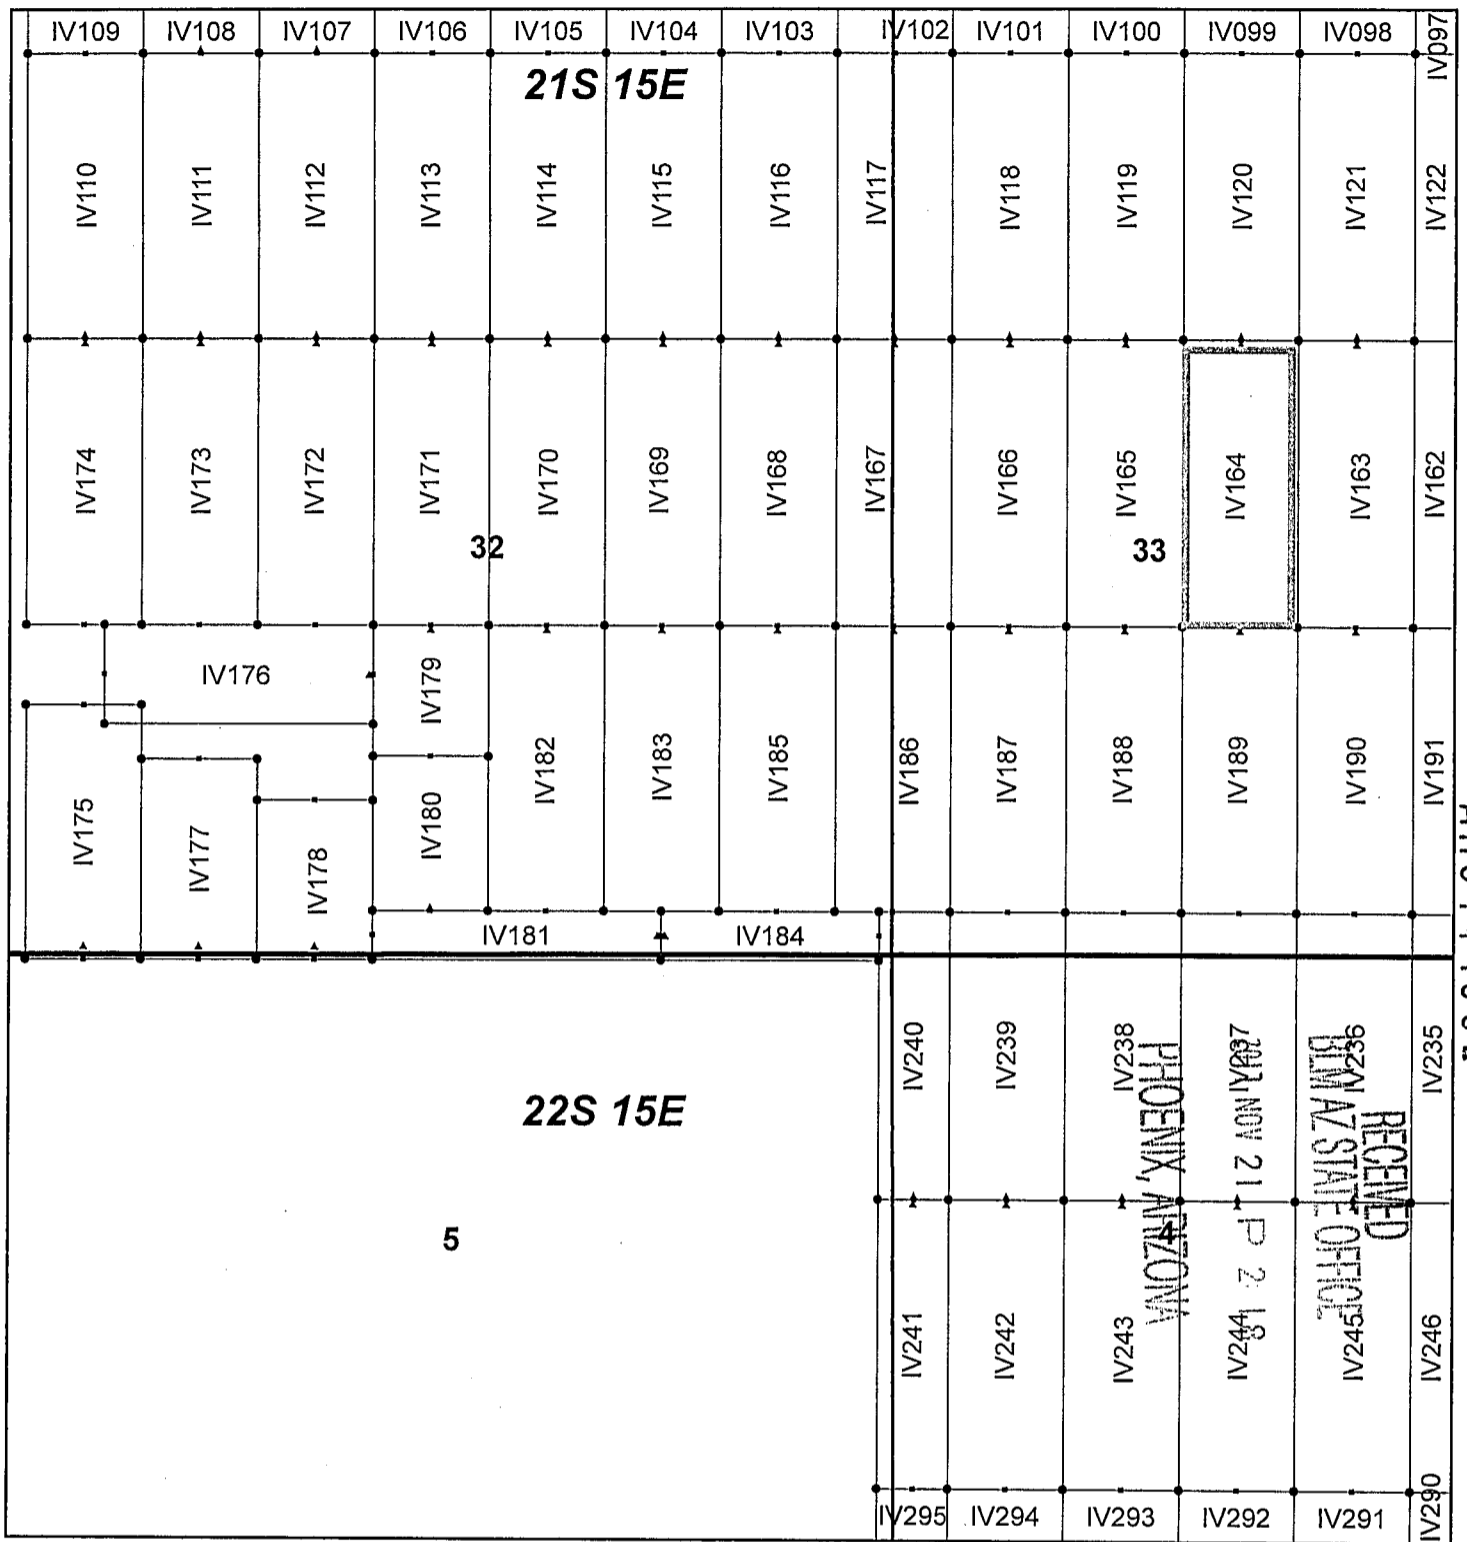 IV109 IV108 IV107 IV106 IV105 IV104 IV103 IV102 IV101 IV100 IV099 IV098 IV097
21S 15E
IV110 IV111 IV112 IV113 IV114 IV115 IV116 IV117 IV118 IV119 IV120 IV121 IV122
IV174 IV173 IV172 IV171 IV170 IV169 IV168 IV167 IV166 IV165 IV164 IV163 IV162
32 33
IV176 IV179
IV182 IV183 IV185 IV186 IV187 IV188 IV189 IV190 IV191
IV175 IV177 IV178 IV180
IV181 IV184
IV240 IV239 IV238 IV237 IV236 IV235
22S 15E
RECEIVED
BLM AZ STATE OFFICE
NOV 21 P 2: 18
PHOENIX, ARIZONA
5 4
IV241 IV242 IV243 IV244 IV245 IV246
IV295 IV294 IV293 IV292 IV291 IV290